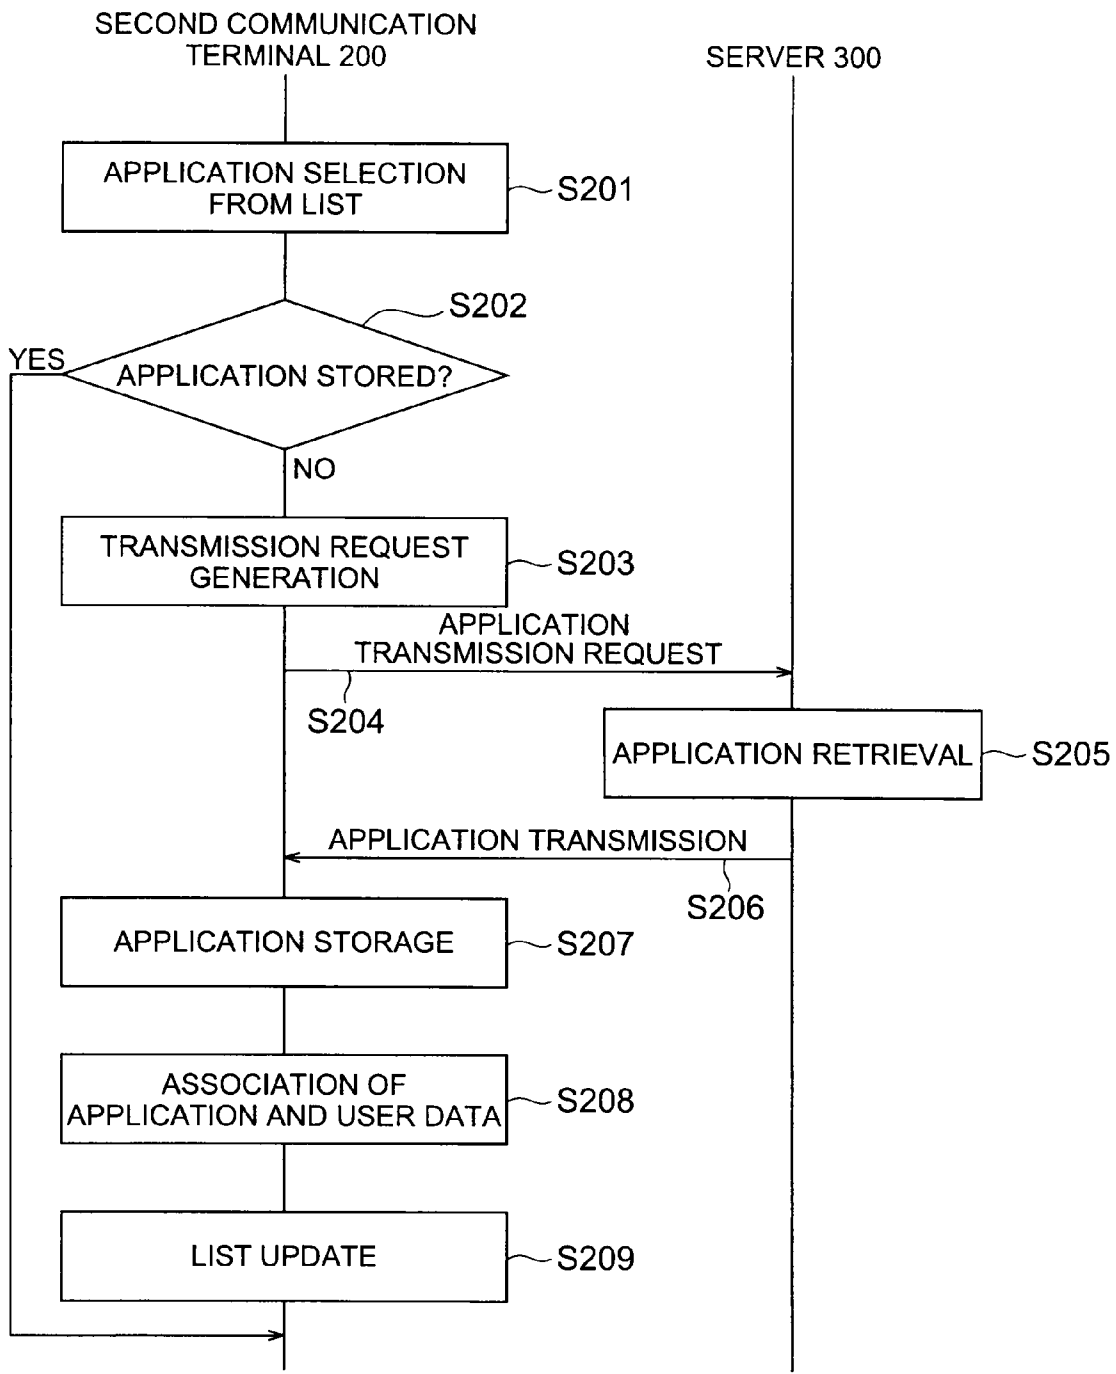 SECOND COMMUNICATION
TERMINAL 200
SERVER 300
APPLICATION SELECTION
FROM LIST
S201
S202
YES
APPLICATION STORED?
NO
TRANSMISSION REQUEST
GENERATION
S203
APPLICATION
TRANSMISSION REQUEST
S204
APPLICATION RETRIEVAL
S205
APPLICATION TRANSMISSION
S206
APPLICATION STORAGE
S207
ASSOCIATION OF
APPLICATION AND USER DATA
S208
LIST UPDATE
S209